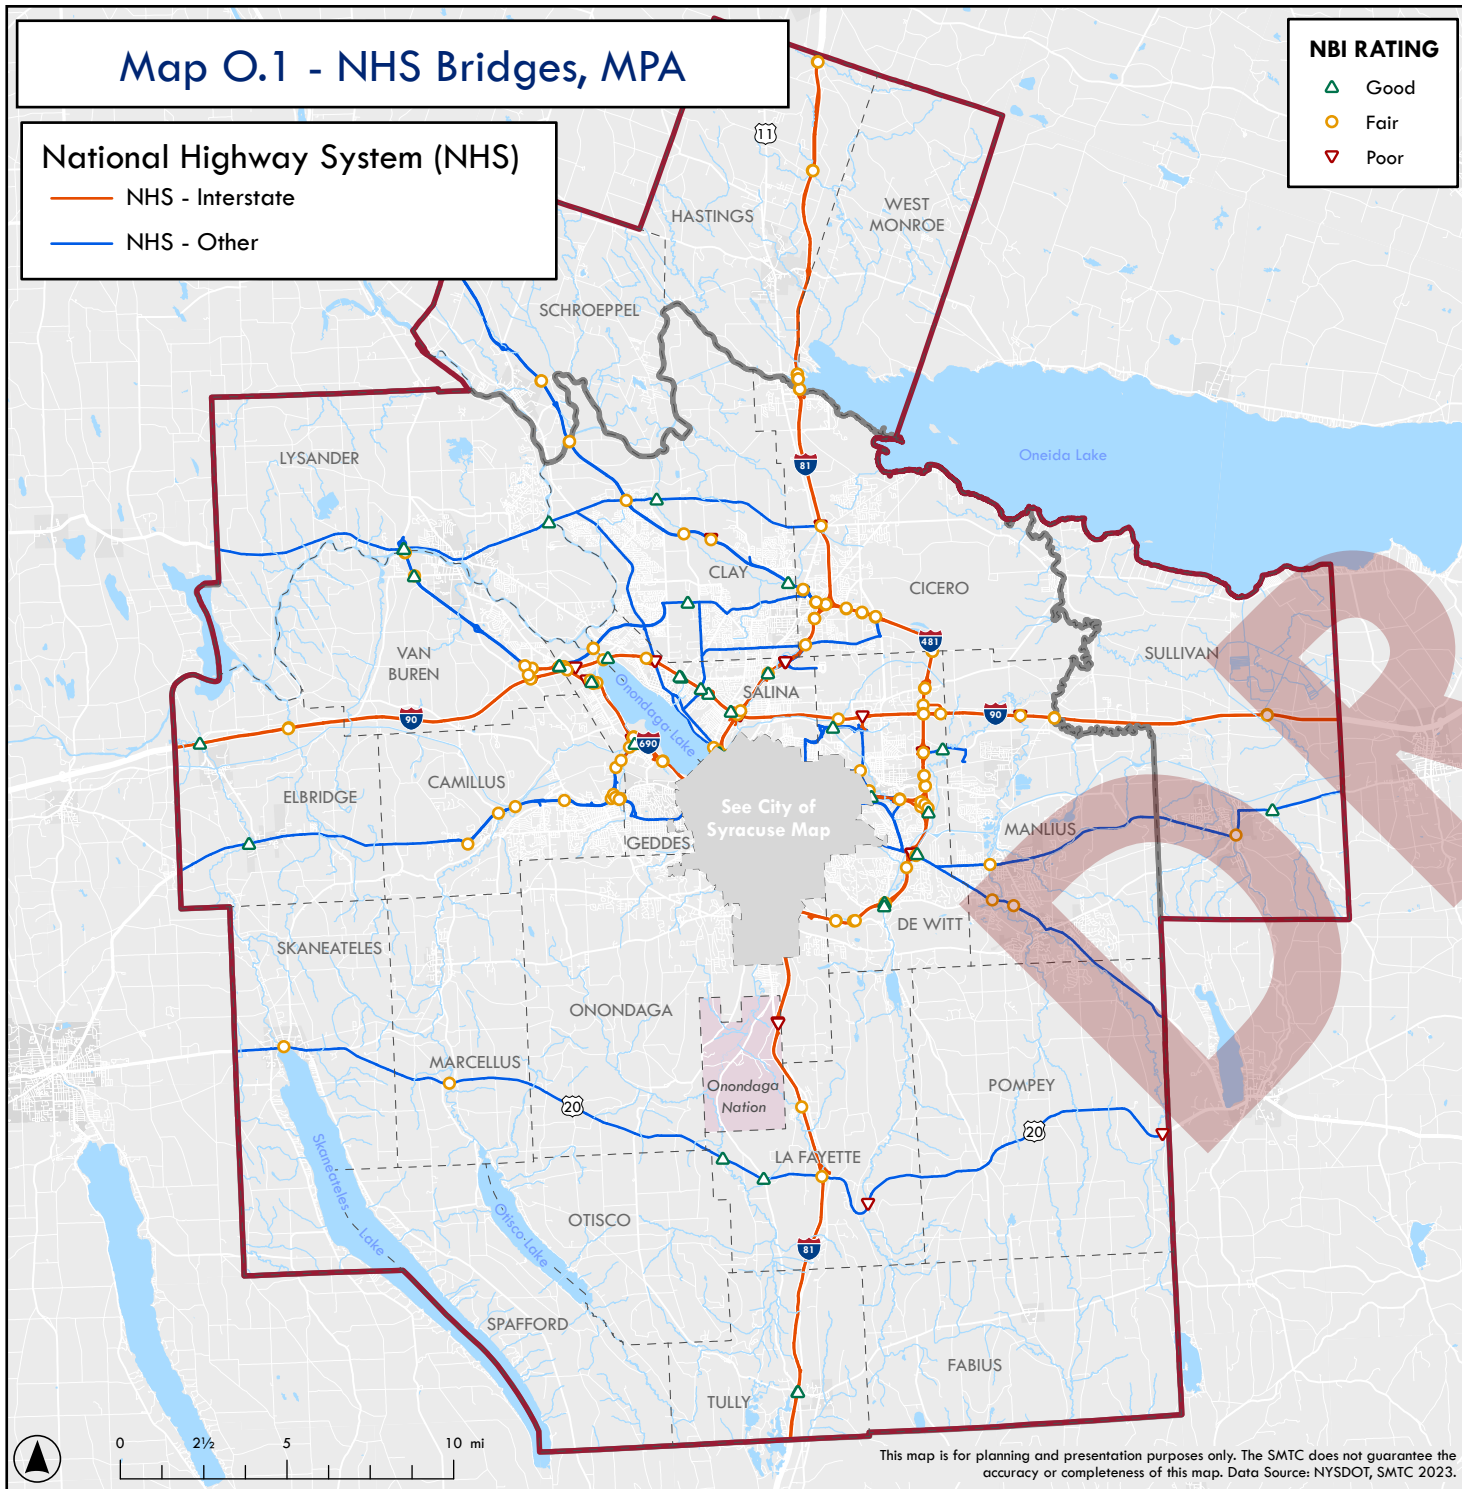 Map O.1 - NHS Bridges, MPA
NBI RATING
Good
Fair
Poor
National Highway System (NHS)
NHS - Interstate
NHS - Other
11
HASTINGS
WEST
MONROE
SCHROEPPEL
LYSANDER
81
Oneida Lake
CLAY
CICERO
481
VAN
BUREN
SULLIVAN
Onondaga Lake
SALINA
90
90
690
CAMILLUS
ELBRIDGE
See City of
Syracuse Map
MANLIUS
GEDDES
DE WITT
SKANEATELES
ONONDAGA
MARCELLUS
Onondaga
Nation
POMPEY
20
20
LA FAYETTE
Skaneateles Lake
Otisco Lake
OTISCO
81
SPAFFORD
FABIUS
TULLY
0 2½ 5 10 mi
This map is for planning and presentation purposes only. The SMTC does not guarantee the
accuracy or completeness of this map. Data Source: NYSDOT, SMTC 2023.
DR